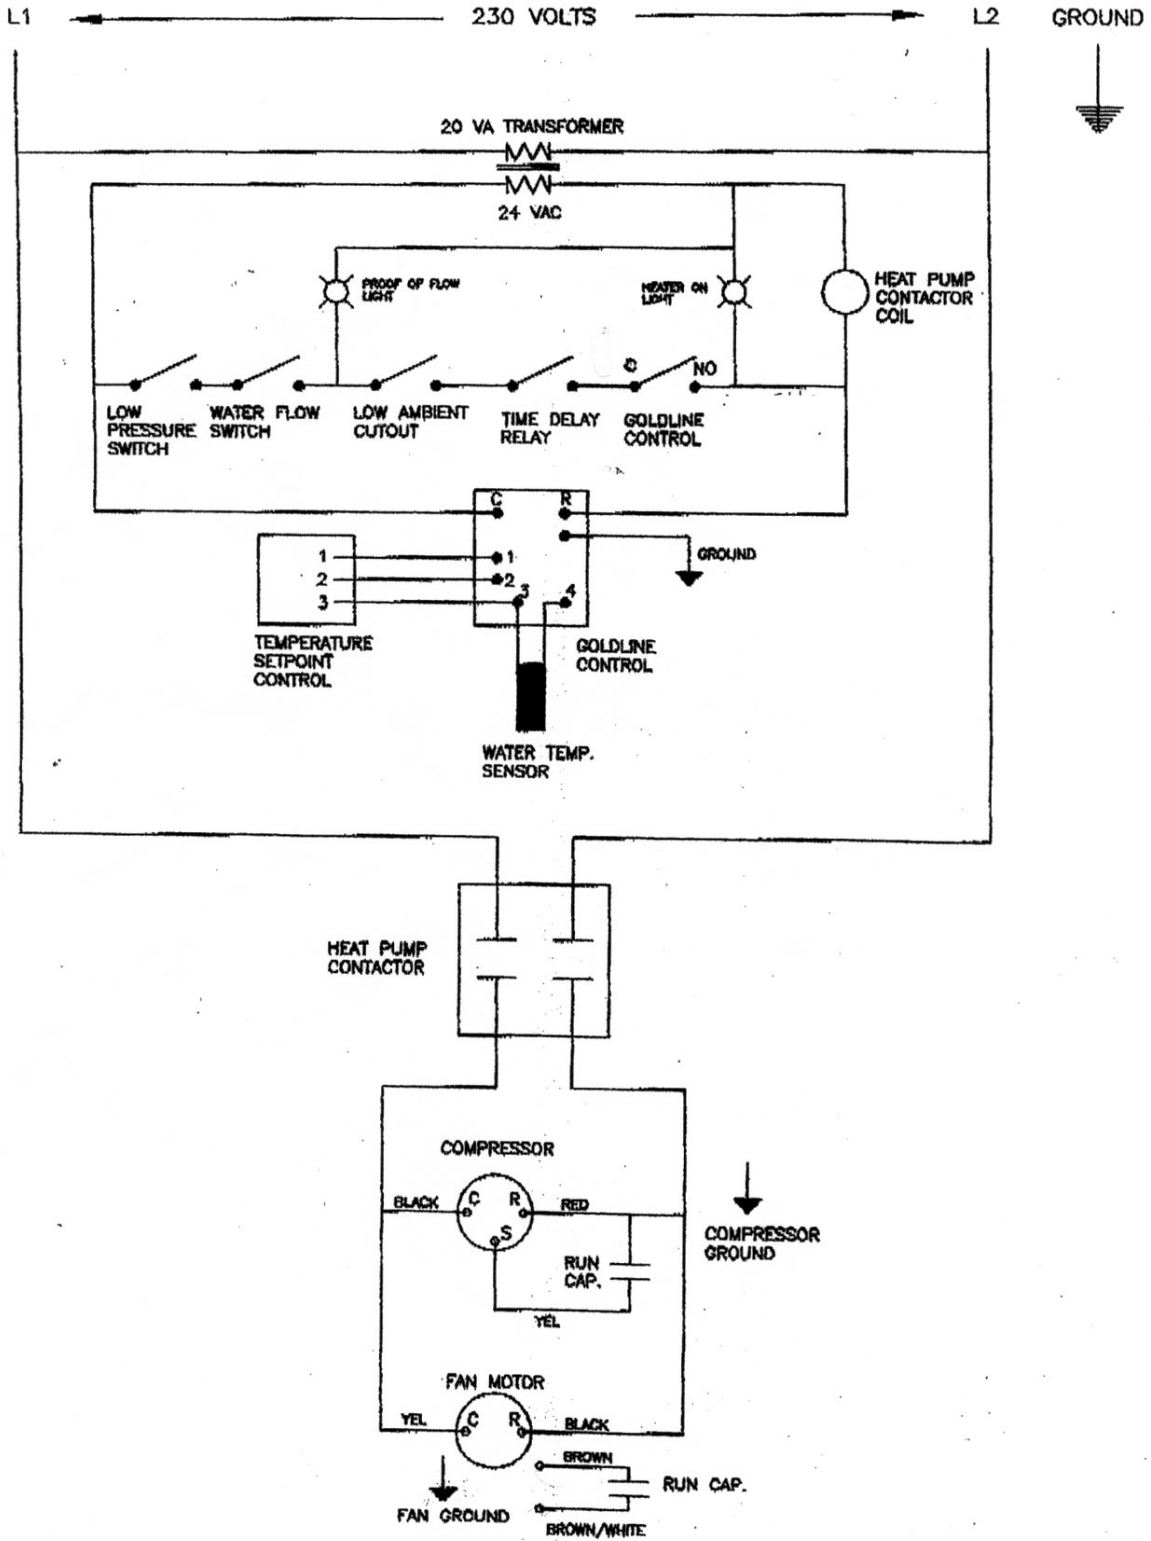 L1 230 VOLTS L2 GROUND
20 VA TRANSFORMER
24 VAC
PROOF OF FLOW
LIGHT
HEATER ON
LIGHT
HEAT PUMP
CONTACTOR
COIL
C NO
LOW
PRESSURE
SWITCH
WATER FLOW
SWITCH
LOW AMBIENT
CUTOUT
TIME DELAY
RELAY
GOLDLINE
CONTROL
C R
1 1
2 2
3 3 4
GROUND
TEMPERATURE
SETPOINT
CONTROL
GOLDLINE
CONTROL
WATER TEMP.
SENSOR
HEAT PUMP
CONTACTOR
COMPRESSOR
BLACK C R RED
S
RUN
CAP.
YEL
COMPRESSOR
GROUND
FAN MOTOR
YEL C R BLACK
BROWN
RUN CAP.
FAN GROUND
BROWN/WHITE